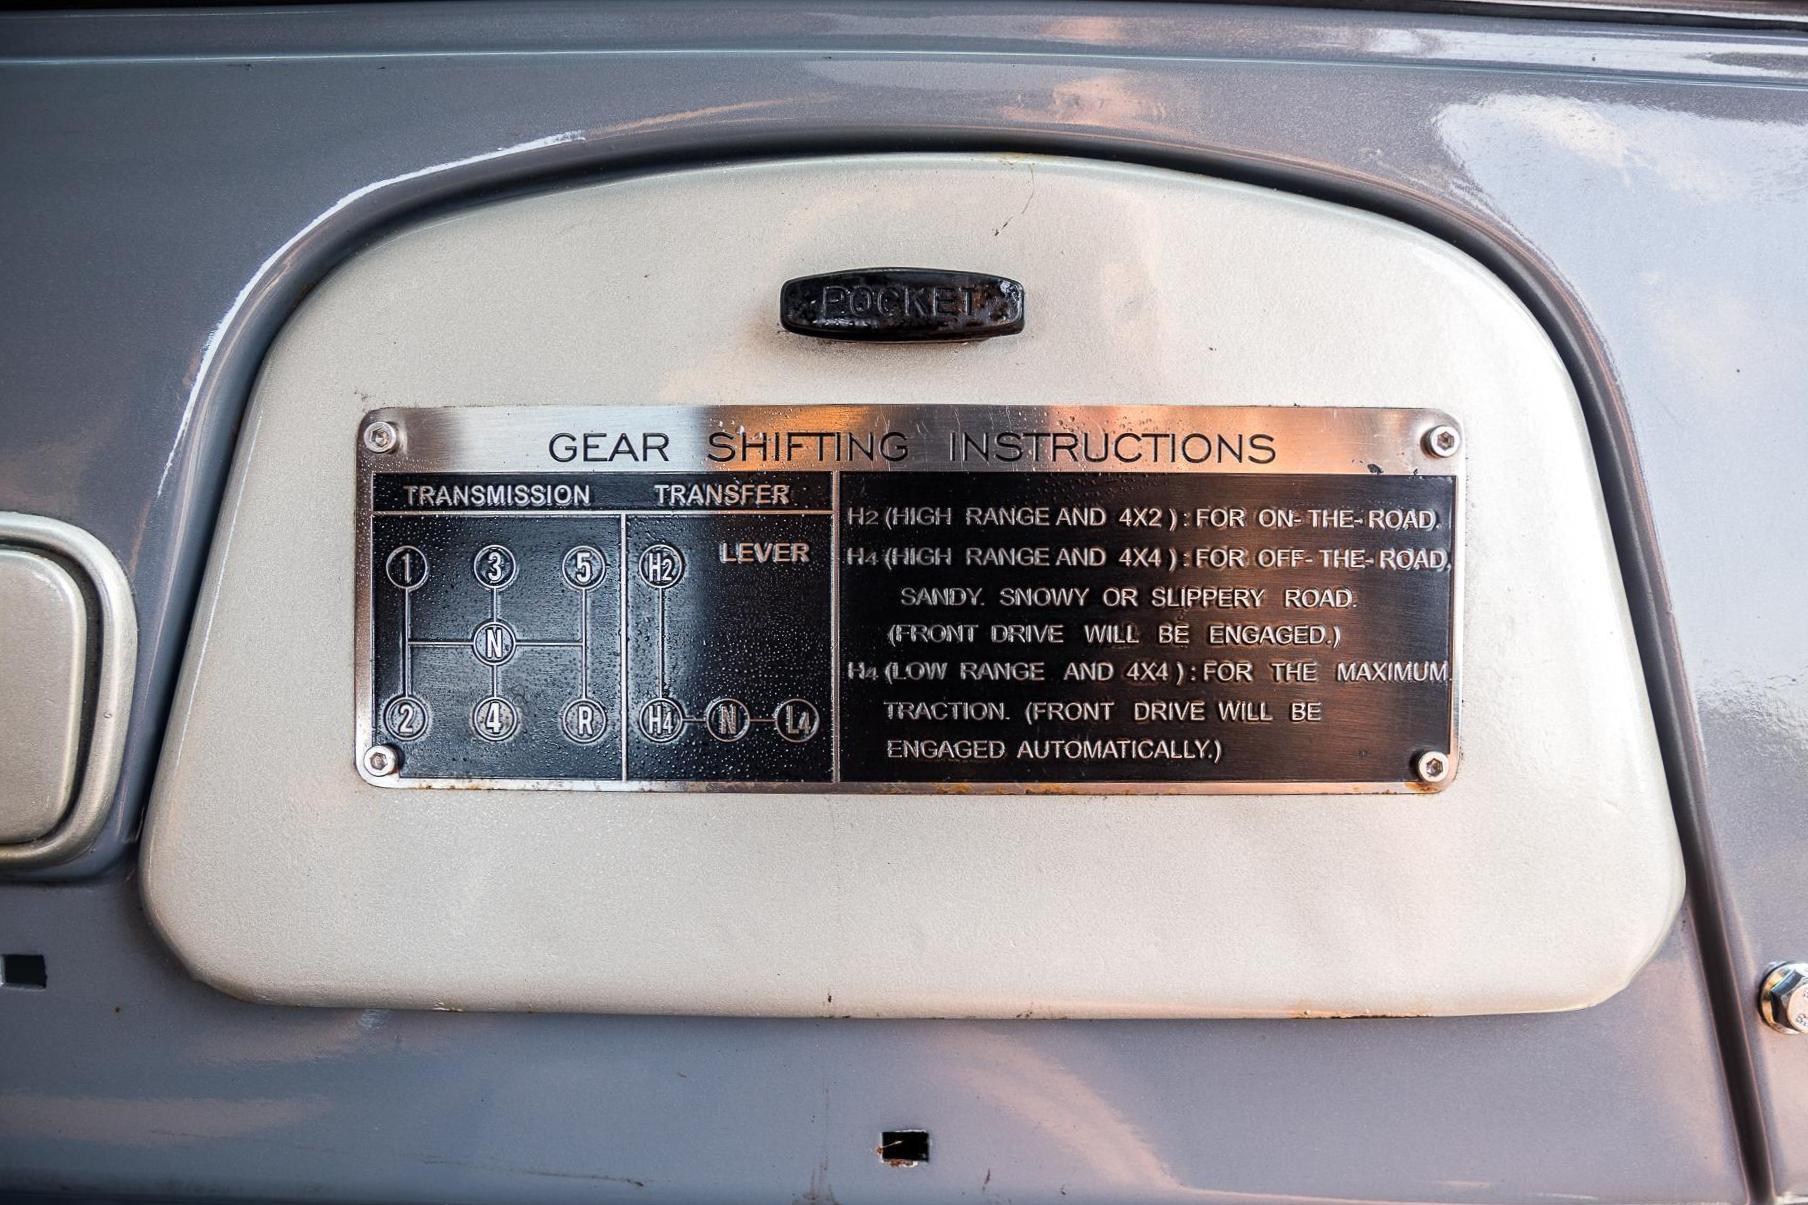 POCKET
GEAR SHIFTING INSTRUCTIONS
TRANSMISSION TRANSFER
LEVER
1 3 5 H2
N
2 4 R H4 N L4
H2 (HIGH RANGE AND 4X2) : FOR ON-THE-ROAD.
H4 (HIGH RANGE AND 4X4) : FOR OFF-THE-ROAD,
SANDY. SNOWY OR SLIPPERY ROAD.
(FRONT DRIVE WILL BE ENGAGED.)
H4 (LOW RANGE AND 4X4) : FOR THE MAXIMUM
TRACTION. (FRONT DRIVE WILL BE
ENGAGED AUTOMATICALLY.)